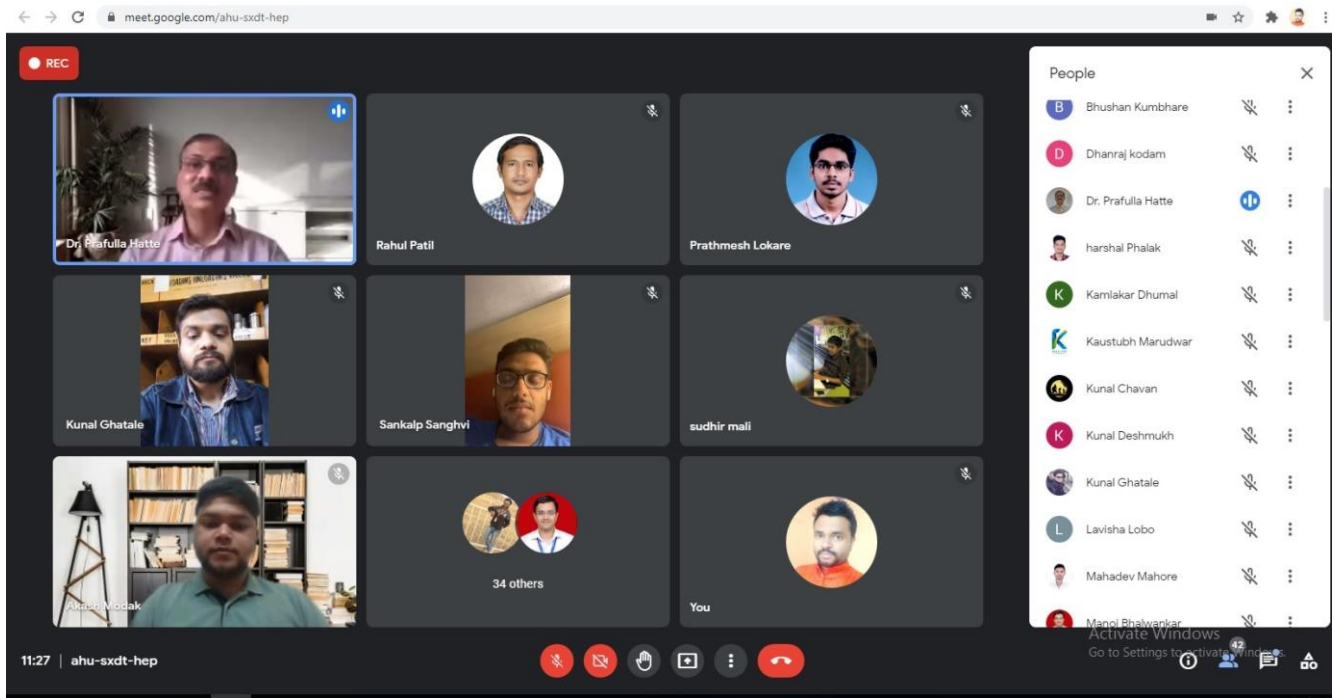 meet.google.com/ahu-sxdt-hep
REC
Dr. Prafulla Hatte
Rahul Patil
Prathmesh Lokare
Kunal Ghatale
Sankalp Sanghvi
sudhir mali
Akash Modak
34 others
You
People
B Bhushan Kumbhare
D Dhanraj kodam
Dr. Prafulla Hatte
harshal Phalak
K Kamlakar Dhumal
Kaustubh Marudwar
Kunal Chavan
K Kunal Deshmukh
Kunal Ghatale
L Lavisha Lobo
Mahadev Mahore
Manoj Bhalwankar
Activate Windows
Go to Settings to activate Windows.
11:27 | ahu-sxdt-hep
42